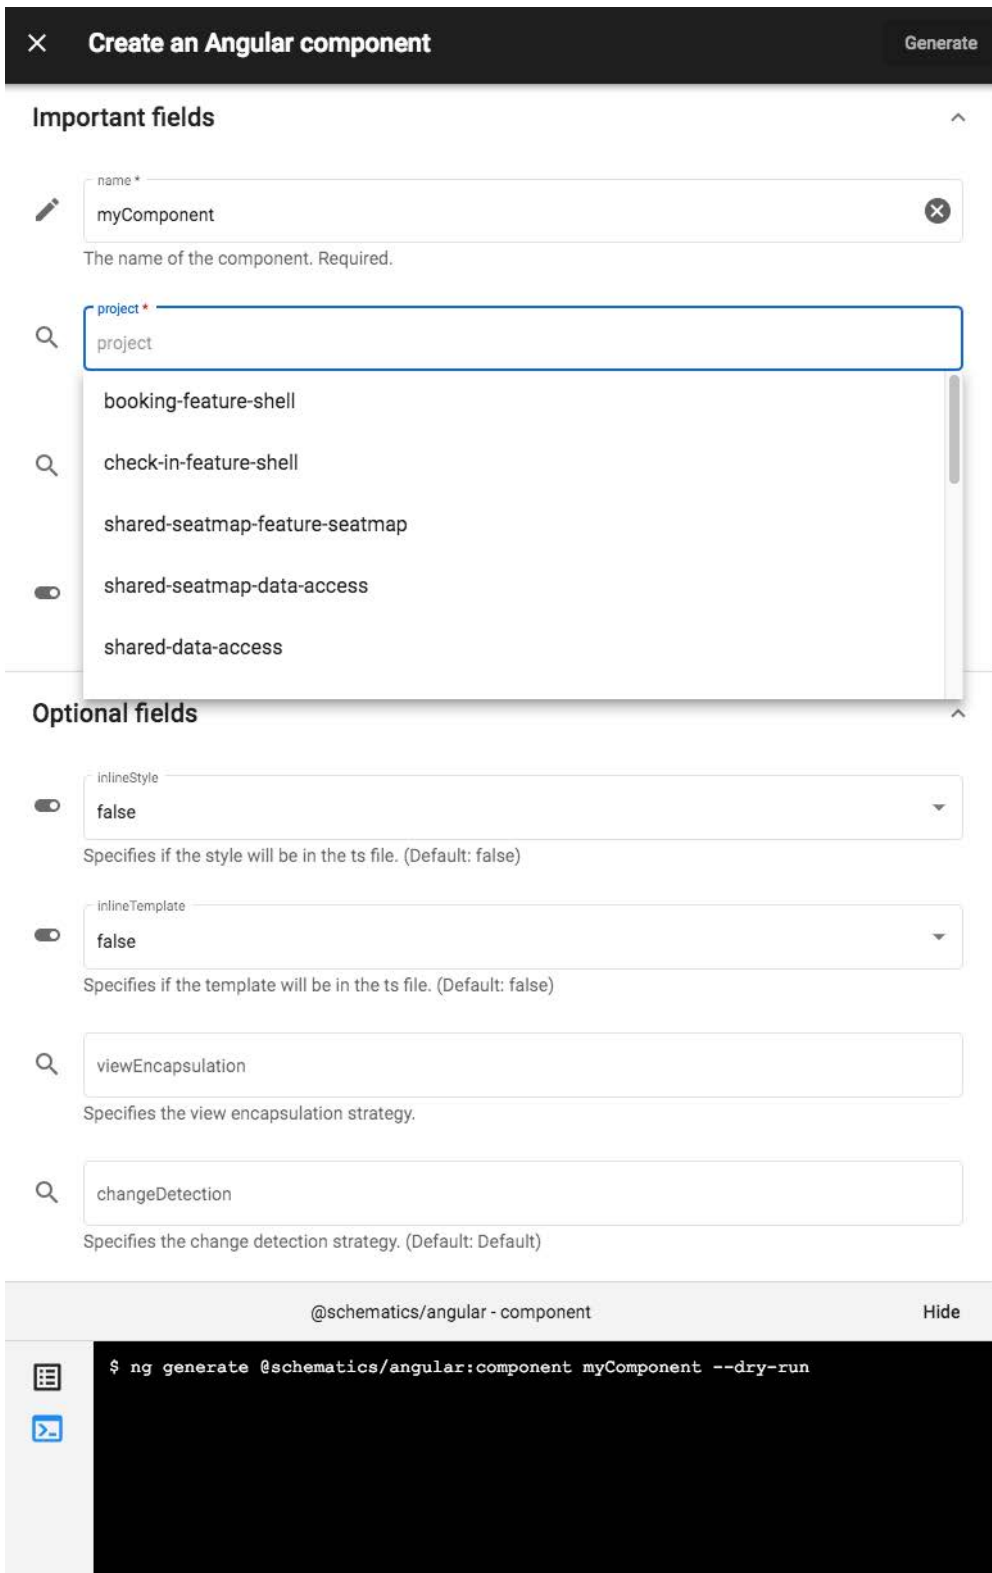 Create an Angular component
Generate
Important fields
name *
myComponent
The name of the component. Required.
project *
project
booking-feature-shell
check-in-feature-shell
shared-seatmap-feature-seatmap
shared-seatmap-data-access
shared-data-access
Optional fields
inlineStyle
false
Specifies if the style will be in the ts file. (Default: false)
inlineTemplate
false
Specifies if the template will be in the ts file. (Default: false)
viewEncapsulation
Specifies the view encapsulation strategy.
changeDetection
Specifies the change detection strategy. (Default: Default)
@schematics/angular - component
Hide
$ ng generate @schematics/angular:component myComponent --dry-run